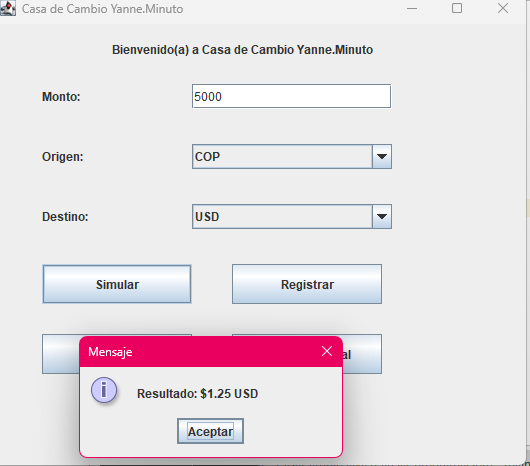 Casa de Cambio Yanne.Minuto
Bienvenido(a) a Casa de Cambio Yanne.Minuto
Monto: 5000
Origen: COP
Destino: USD
Simular Registrar
Mensaje
Resultado: $1.25 USD
Aceptar